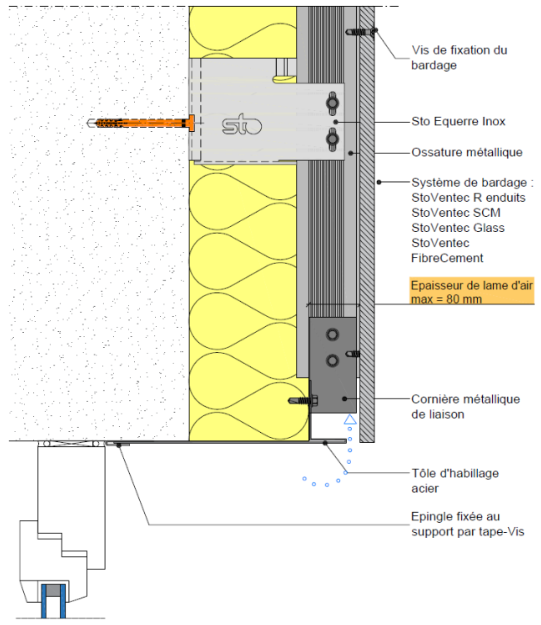 Vis de fixation du
bardage
sto
Sto Equerre Inox
Ossature métallique
Système de bardage :
StoVentec R enduits
StoVentec SCM
StoVentec Glass
StoVentec
FibreCement
Epaisseur de lame d'air
max = 80 mm
Cornière métallique
de liaison
Tôle d'habillage
acier
Epingle fixée au
support par tape-Vis